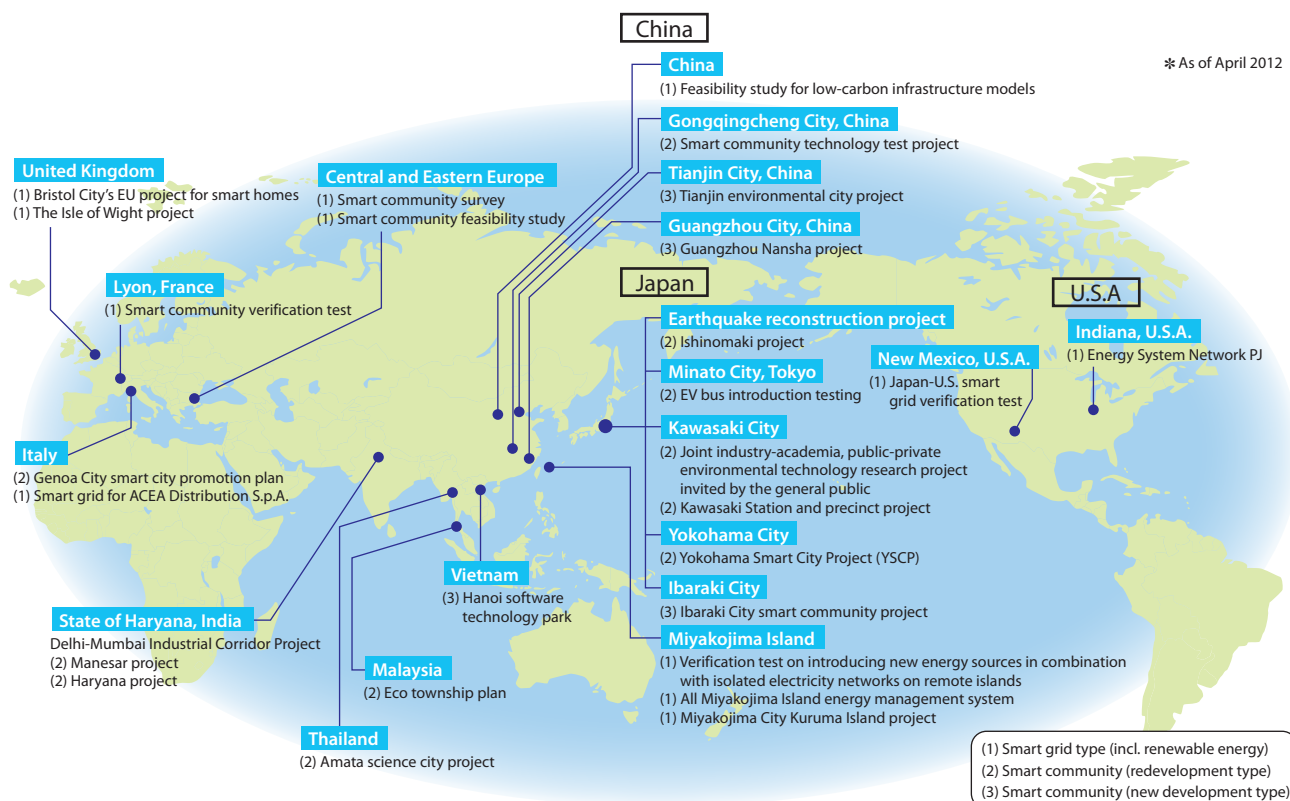 China
* As of April 2012
China
(1) Feasibility study for low-carbon infrastructure models
Gongqingcheng City, China
(2) Smart community technology test project
Tianjin City, China
(3) Tianjin environmental city project
Guangzhou City, China
(3) Guangzhou Nansha project
United Kingdom
(1) Bristol City's EU project for smart homes
(1) The Isle of Wight project
Central and Eastern Europe
(1) Smart community survey
(1) Smart community feasibility study
Lyon, France
(1) Smart community verification test
Italy
(2) Genoa City smart city promotion plan
(1) Smart grid for ACEA Distribution S.p.A.
State of Haryana, India
Delhi-Mumbai Industrial Corridor Project
(2) Manesar project
(2) Haryana project
Thailand
(2) Amata science city project
Malaysia
(2) Eco township plan
Vietnam
(3) Hanoi software
technology park
Japan
Earthquake reconstruction project
(2) Ishinomaki project
Minato City, Tokyo
(2) EV bus introduction testing
Kawasaki City
(2) Joint industry-academia, public-private
environmental technology research project
invited by the general public
(2) Kawasaki Station and precinct project
Yokohama City
(2) Yokohama Smart City Project (YSCP)
Ibaraki City
(3) Ibaraki City smart community project
Miyakojima Island
(1) Verification test on introducing new energy sources in combination
with isolated electricity networks on remote islands
(1) All Miyakojima Island energy management system
(1) Miyakojima City Kuruma Island project
U.S.A
Indiana, U.S.A.
(1) Energy System Network PJ
New Mexico, U.S.A.
(1) Japan-U.S. smart
grid verification test
(1) Smart grid type (incl. renewable energy)
(2) Smart community (redevelopment type)
(3) Smart community (new development type)